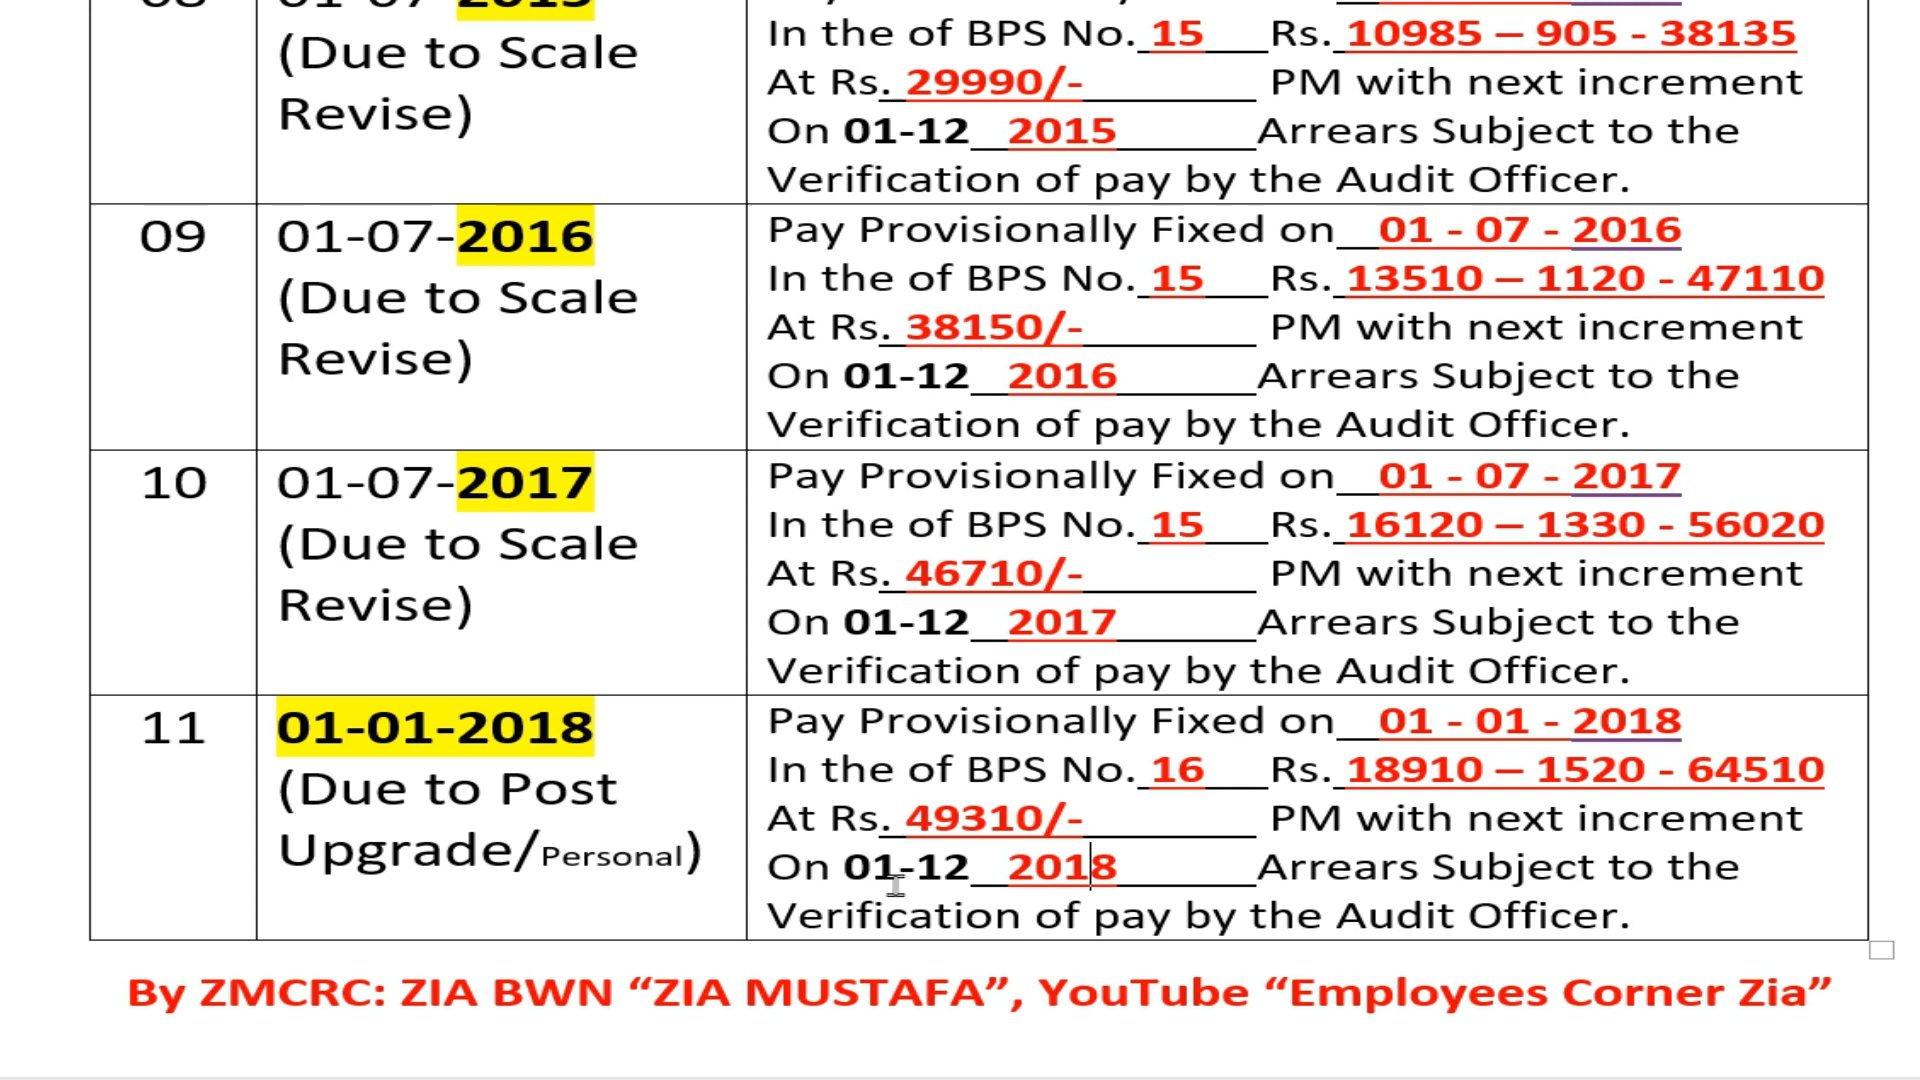 (Due to Scale
Revise)
In the of BPS No. 15 Rs. 10985 – 905 - 38135
At Rs. 29990/- PM with next increment
On 01-12 2015 Arrears Subject to the
Verification of pay by the Audit Officer.
09
01-07-2016
(Due to Scale
Revise)
Pay Provisionally Fixed on 01 - 07 - 2016
In the of BPS No. 15 Rs. 13510 – 1120 - 47110
At Rs. 38150/- PM with next increment
On 01-12 2016 Arrears Subject to the
Verification of pay by the Audit Officer.
10
01-07-2017
(Due to Scale
Revise)
Pay Provisionally Fixed on 01 - 07 - 2017
In the of BPS No. 15 Rs. 16120 – 1330 - 56020
At Rs. 46710/- PM with next increment
On 01-12 2017 Arrears Subject to the
Verification of pay by the Audit Officer.
11
01-01-2018
(Due to Post
Upgrade/Personal)
Pay Provisionally Fixed on 01 - 01 - 2018
In the of BPS No. 16 Rs. 18910 – 1520 - 64510
At Rs. 49310/- PM with next increment
On 01-12 2018 Arrears Subject to the
Verification of pay by the Audit Officer.
By ZMCRC: ZIA BWN “ZIA MUSTAFA”, YouTube “Employees Corner Zia”